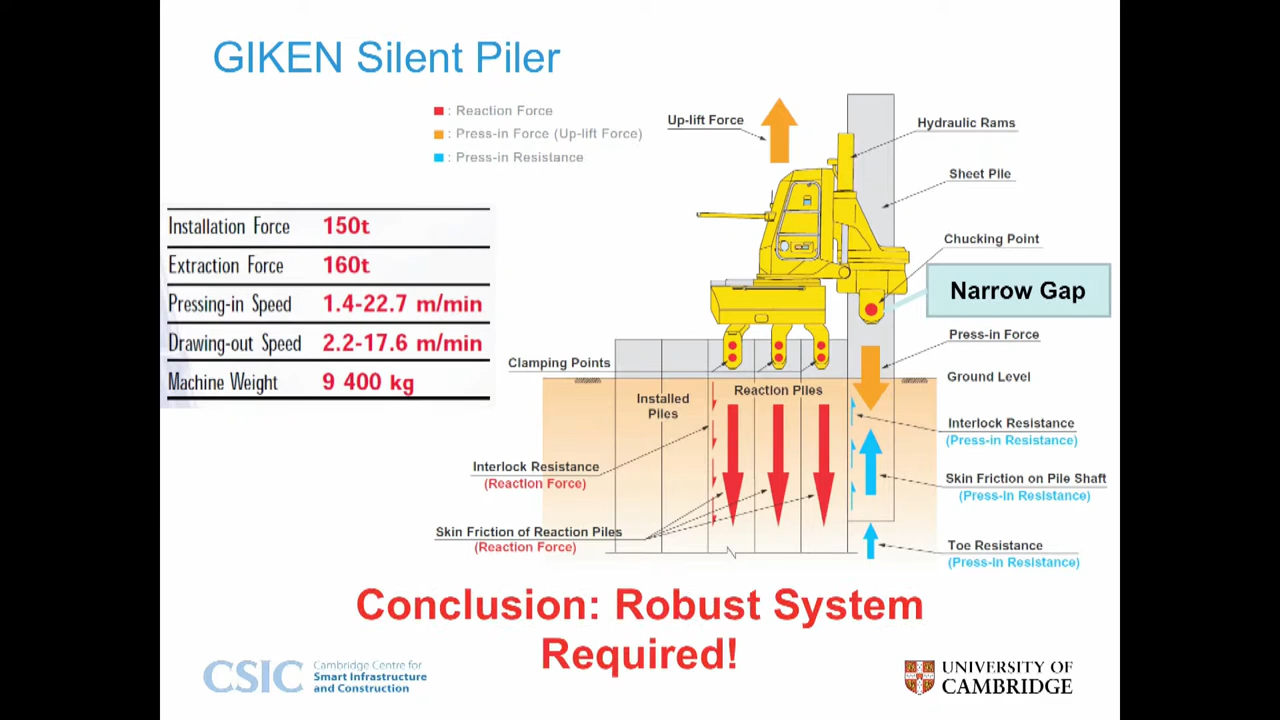 GIKEN Silent Piler
: Reaction Force
: Press-in Force (Up-lift Force)
: Press-in Resistance
Installation Force 150t
Extraction Force 160t
Pressing-in Speed 1.4-22.7 m/min
Drawing-out Speed 2.2-17.6 m/min
Machine Weight 9 400 kg
Up-lift Force
Hydraulic Rams
Sheet Pile
Chucking Point
Narrow Gap
Press-in Force
Clamping Points
Ground Level
Installed
Piles
Reaction Piles
Interlock Resistance
(Press-in Resistance)
Interlock Resistance
(Reaction Force)
Skin Friction on Pile Shaft
(Press-in Resistance)
Skin Friction of Reaction Piles
(Reaction Force)
Toe Resistance
(Press-in Resistance)
Conclusion: Robust System
Required!
CSIC
Cambridge Centre for
Smart Infrastructure
and Construction
UNIVERSITY OF
CAMBRIDGE